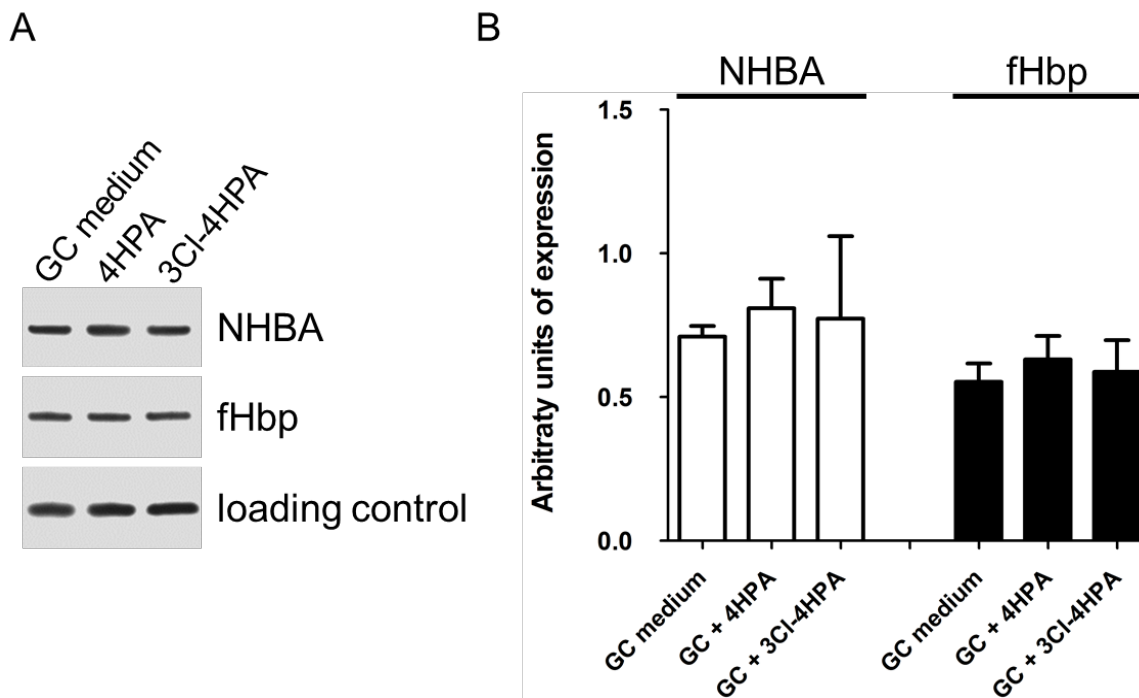 A
GC medium
4HPA
3Cl-4HPA
NHBA
fHbp
loading control
B
NHBA
fHbp
Arbitraty units of expression
1.5
1.0
0.5
0.0
GC medium
GC + 4HPA
GC + 3Cl-4HPA
GC medium
GC + 4HPA
GC + 3Cl-4HPA